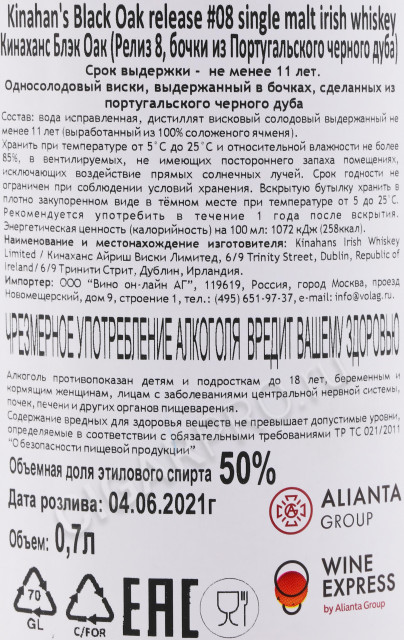 Kinahan's Black Oak release #08 single malt irish whiskey
Кинаханс Блэк Оак (Релиз 8, бочки из Португальского черного дуба)
Срок выдержки - не менее 11 лет.
Односолодовый виски, выдержанный в бочках, сделанных из
португальского черного дуба
Состав: вода исправленная, дистиллят висковый солодовый выдержанный не
менее 11 лет (выработанный из 100% соложеного ячменя).
Хранить при температуре от 5˚С до 25˚С и относительной влажности не более
85%, в вентилируемых, не имеющих постороннего запаха помещениях,
исключающих воздействие прямых солнечных лучей. Срок годности не
ограничен при соблюдении условий хранения. Вскрытую бутылку хранить в
плотно закупоренном виде в тёмном месте при температуре от 5 до 25˚С.
Рекомендуется употребить в течение 1 года после вскрытия.
Энергетическая ценность (калорийность) на 100 мл: 1072 кДж (258ккал).
Наименование и местонахождение изготовителя: Kinahans Irish Whiskey
Limited / Кинаханс Айриш Виски Лимитед, 6/9 Trinity Street, Dublin, Republic of
Ireland/ 6/9 Тринити Стрит, Дублин, Ирландия.
Импортер: ООО "Вино он-лайн АГ", 119619, Россия, город Москва, проезд
Новомещерский, дом 9, строение 1, тел.: (495) 651-97-37, e-mail: info@volag.ru.
ЧРЕЗМЕРНОЕ УПОТРЕБЛЕНИЕ АЛКОГОЛЯ ВРЕДИТ ВАШЕМУ ЗДОРОВЬЮ
Алкоголь противопоказан детям и подросткам до 18 лет, беременным и
кормящим женщинам, лицам с заболеваниями центральной нервной системы,
почек, печени и других органов пищеварения.
Содержание вредных для здоровья веществ не превышает допустимые уровни,
определяемые в соответствии с обязательными требованиями ТР ТС 021/2011
"О безопасности пищевой продукции"
Объемная доля этилового спирта 50%
Дата розлива: 04.06.2021г
Объем: 0,7л
ALIANTA
GROUP
WINE
EXPRESS
by Alianta Group
70
GL
C/FOR
EAC